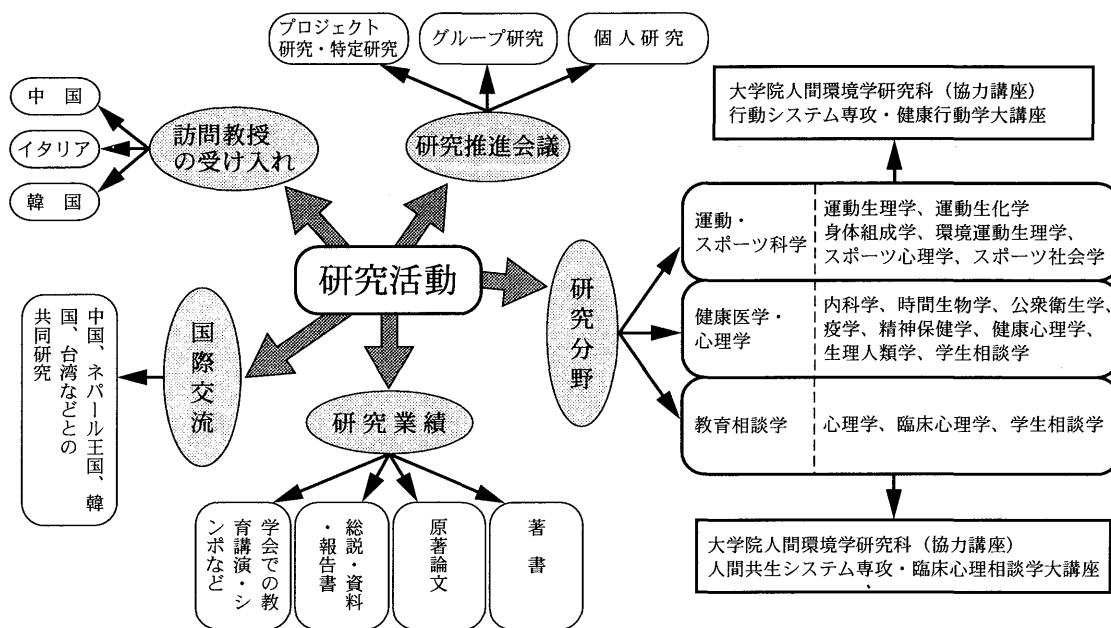 プロジェクト
研究・特定研究
グループ研究
個人研究
大学院人間環境学研究科（協力講座）
行動システム専攻・健康行動学大講座
中国
イタリア
韓国
訪問教授
の受け入れ
研究推進会議
研究活動
運動・
スポーツ科学
運動生理学、運動生化学
身体組成学、環境運動生理学、
スポーツ心理学、スポーツ社会学
研究分野
健康医学・
心理学
内科学、時間生物学、公衆衛生学、
疫学、精神保健学、健康心理学、
生理人類学、学生相談学
教育相談学
心理学、臨床心理学、学生相談学
国際交流
中国、ネパール王国、韓
国、台湾などとの
共同研究
研究業績
学会での教
育講演・シ
ンポなど
総説・資料
・報告書
原著論文
著書
大学院人間環境学研究科（協力講座）
人間共生システム専攻・臨床心理相談学大講座